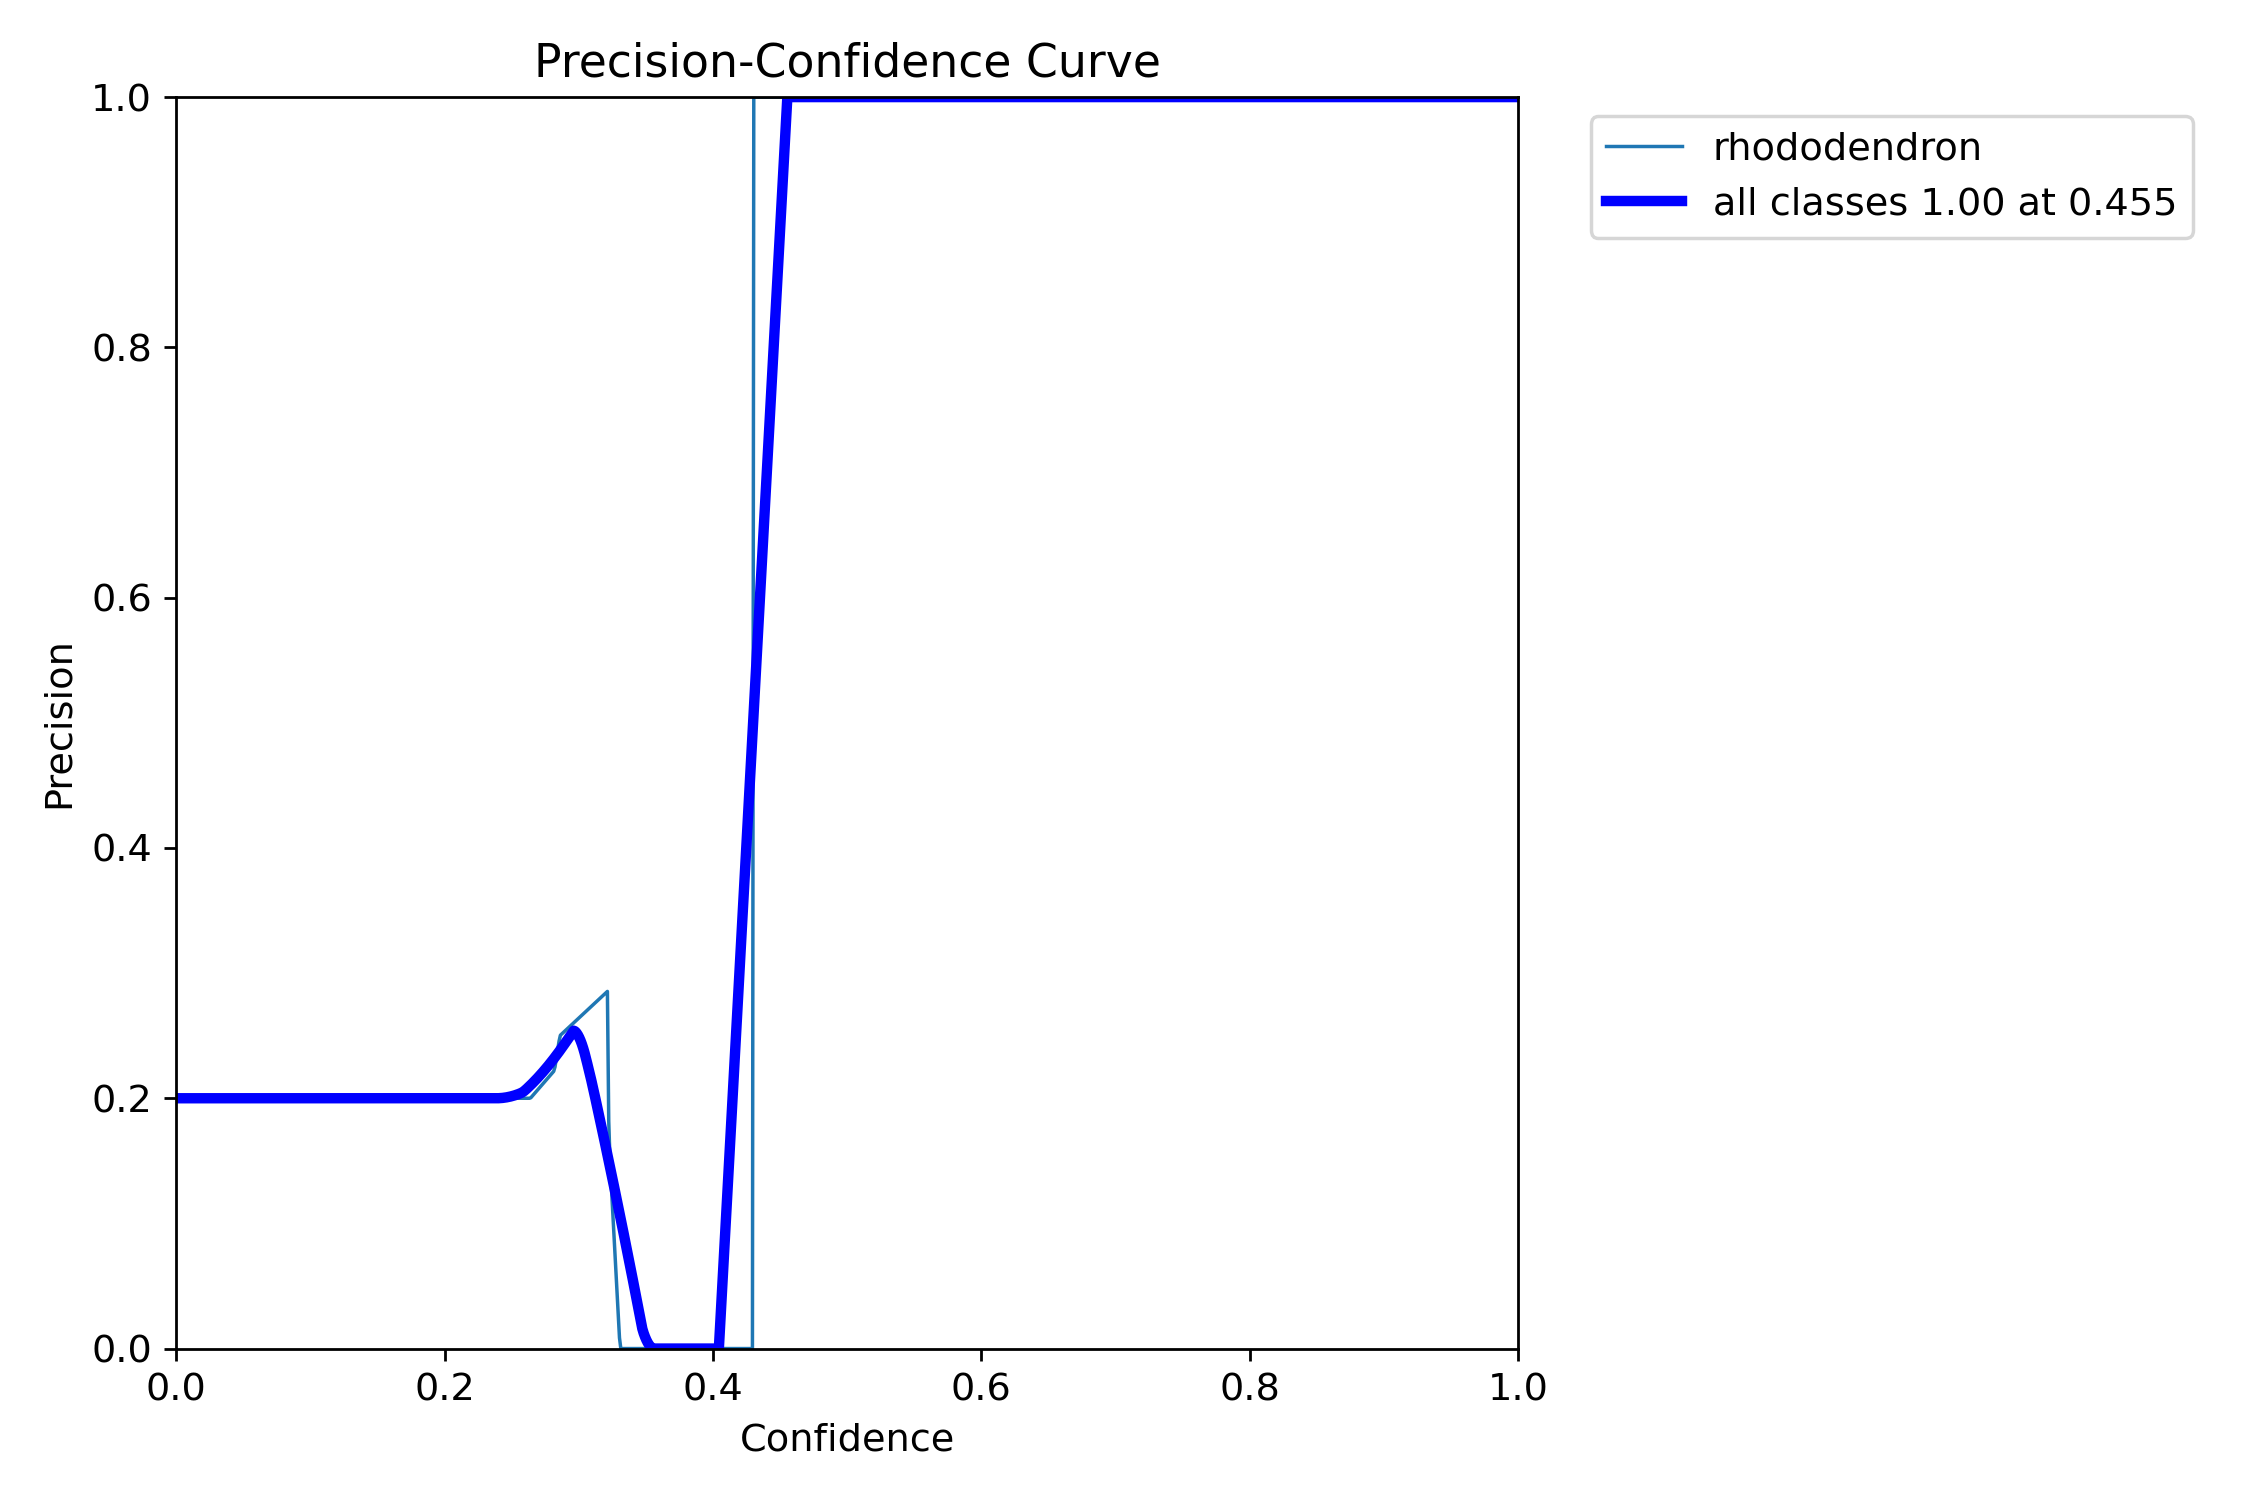 Precision-Confidence Curve
1.0
0.8
0.6
0.4
0.2
0.0
Precision
0.0 0.2 0.4 0.6 0.8 1.0
Confidence
rhododendron
all classes 1.00 at 0.455